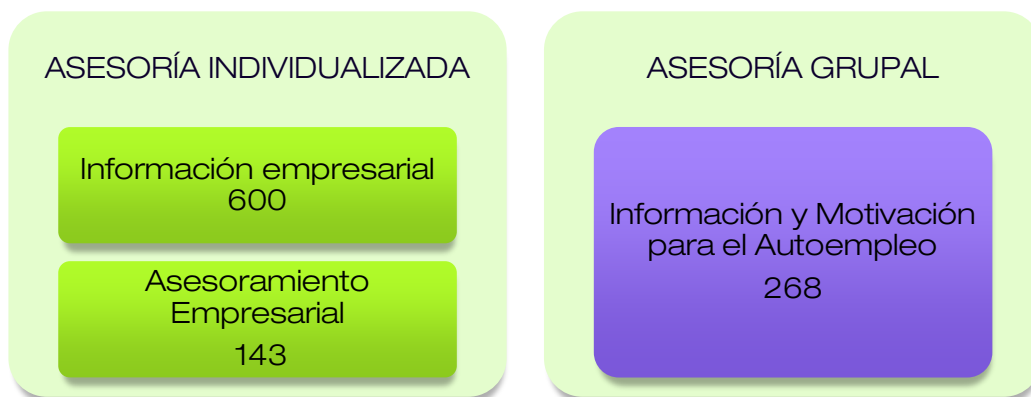 ASESORÍA INDIVIDUALIZADA
Información empresarial
600
Asesoramiento
Empresarial
143
ASESORÍA GRUPAL
Información y Motivación
para el Autoempleo
268